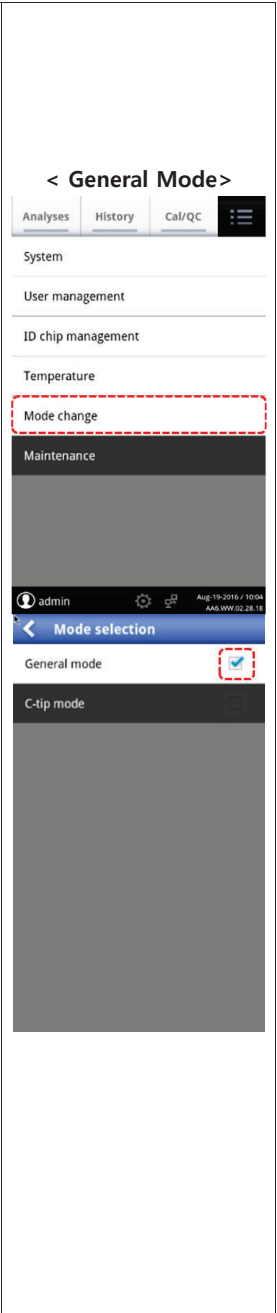 < General Mode>
Analyses History Cal/QC
System
User management
ID chip management
Temperature
Mode change
Maintenance
admin Aug-19-2016 / 10:04
AA6.WW.02.28.18
Mode selection
General mode
C-tip mode